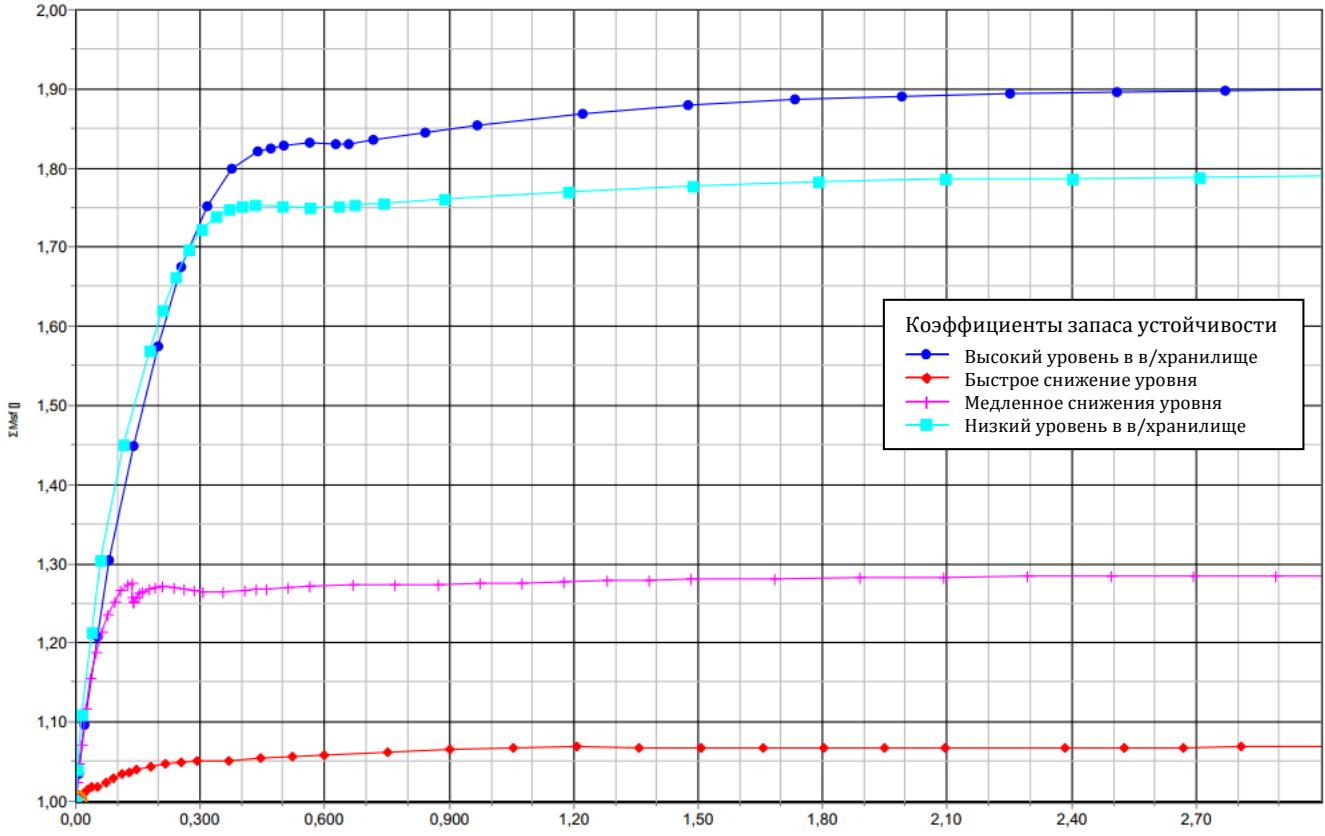 2,00
1,90
1,80
1,70
1,60
1,50
1,40
1,30
1,20
1,10
1,00
ΣMsf []
Коэффициенты запаса устойчивости
Высокий уровень в в/хранилище
Быстрое снижение уровня
Медленное снижения уровня
Низкий уровень в в/хранилище
0,00 0,300 0,600 0,900 1,20 1,50 1,80 2,10 2,40 2,70